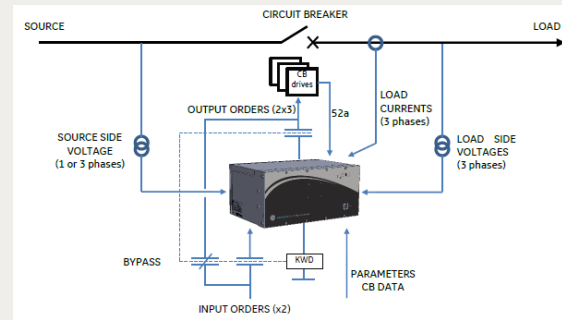 CIRCUIT BREAKER
SOURCE
LOAD
CB
drives
OUTPUT ORDERS (2x3)
52a
LOAD
CURRENTS
(3 phases)
SOURCE SIDE
VOLTAGE
(1 or 3 phases)
LOAD SIDE
VOLTAGES
(3 phases)
BYPASS
KWD
PARAMETERS
CB DATA
INPUT ORDERS (x2)